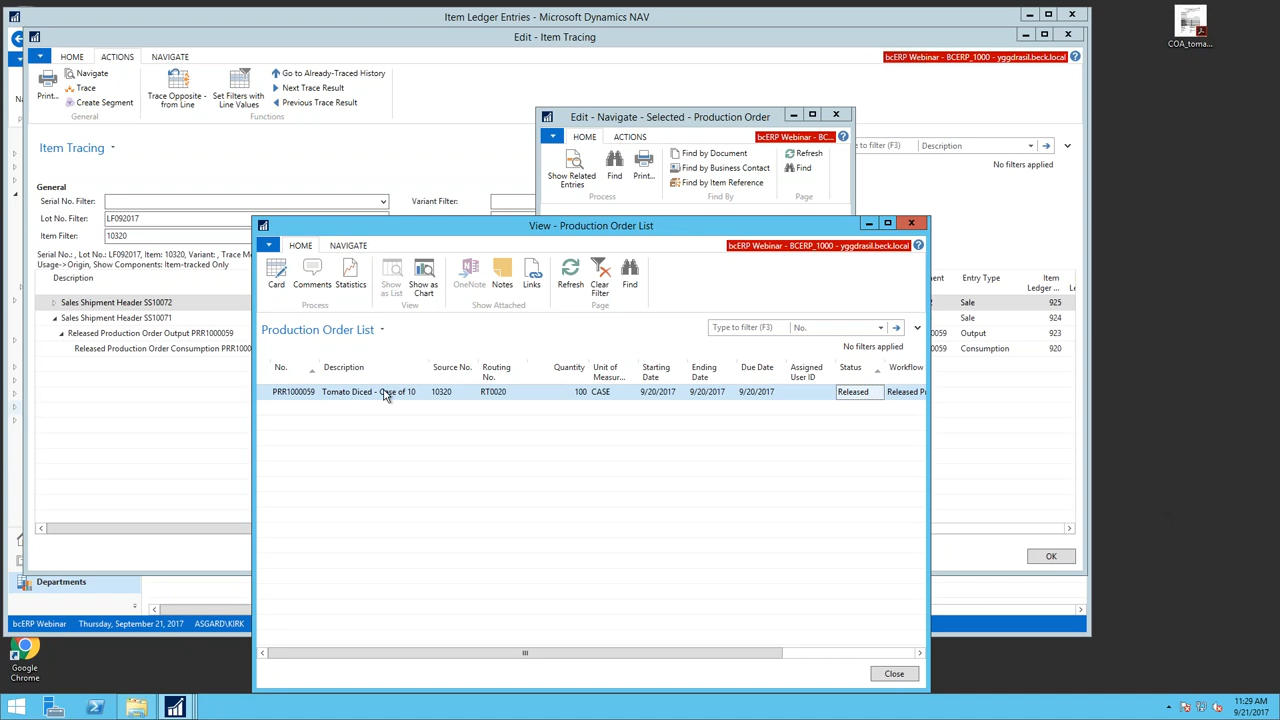 Item Ledger Entries - Microsoft Dynamics NAV
COA_toma...
Edit - Item Tracing
HOME ACTIONS NAVIGATE
bcERP Webinar - BCERP_1000 - yggdrasil.beck.local
Print...
Navigate
Trace
Create Segment
General
Trace Opposite - from Line
Set Filters with Line Values
Go to Already-Traced History
Next Trace Result
Previous Trace Result
Functions
Item Tracing
Description
No filters applied
General
Serial No. Filter:
Variant Filter:
Lot No. Filter: LF092017
Item Filter: 10320
Serial No.: , Lot No.: LF092017, Item: 10320, Variant: , Trace M
Usage->Origin, Show Components: Item-tracked Only
Description
Entry Type
Item Ledger ...
Sales Shipment Header SS10072
Sale 925
Sales Shipment Header SS10071
Sale 924
Released Production Order Output PRR1000059
Output 923
Released Production Order Consumption PRR1000
Consumption 920
OK
Departments
bcERP Webinar Thursday, September 21, 2017 ASGARD\KIRK
Edit - Navigate - Selected - Production Order
HOME ACTIONS
bcERP Webinar - BC...
Show Related Entries
Find
Print...
Process
Find by Document
Find by Business Contact
Find by Item Reference
Find By
Refresh
Find
Page
View - Production Order List
HOME NAVIGATE
bcERP Webinar - BCERP_1000 - yggdrasil.beck.local
Card Comments Statistics
Process
Show as List
Show as Chart
View
OneNote Notes Links
Show Attached
Refresh
Clear Filter
Find
Page
Production Order List
Type to filter (F3) No.
No filters applied
No. Description Source No. Routing No. Quantity Unit of Measur... Starting Date Ending Date Due Date Assigned User ID Status Workflow
PRR1000059 Tomato Diced - Case of 10 10320 RT0020 100 CASE 9/20/2017 9/20/2017 9/20/2017 Released Released Pr
Close
Google Chrome
11:29 AM
9/21/2017